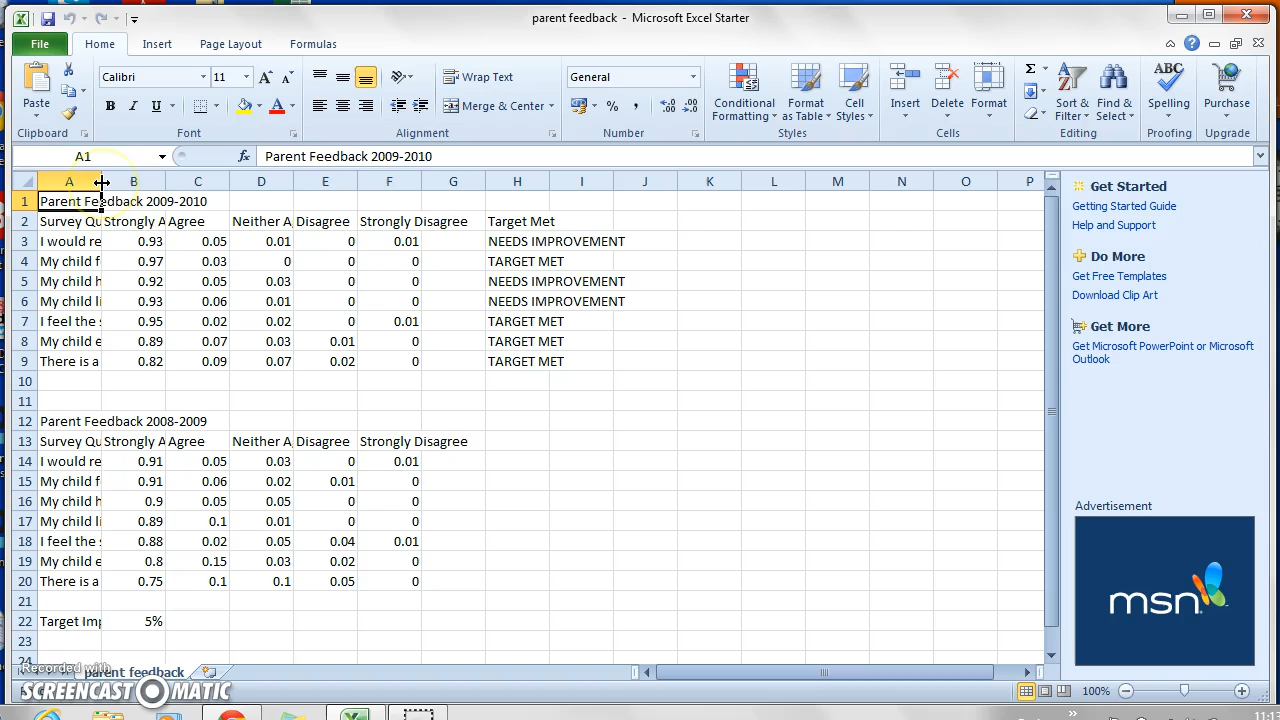 parent feedback - Microsoft Excel Starter
File Home Insert Page Layout Formulas
Calibri 11 Wrap Text General
Paste B I U Merge & Center % , Conditional Formatting Format as Table Cell Styles Insert Delete Format Σ Sort & Filter Find & Select ABC Spelling Purchase
Clipboard Font Alignment Number Styles Cells Editing Proofing Upgrade
A1 fx Parent Feedback 2009-2010
A B C D E F G H I J K L M N O P
1 Parent Feedback 2009-2010
2 Survey Qu Strongly A Agree Neither A Disagree Strongly Disagree Target Met
3 I would re 0.93 0.05 0.01 0 0.01 NEEDS IMPROVEMENT
4 My child f 0.97 0.03 0 0 0 TARGET MET
5 My child h 0.92 0.05 0.03 0 0 NEEDS IMPROVEMENT
6 My child li 0.93 0.06 0.01 0 0 NEEDS IMPROVEMENT
7 I feel the s 0.95 0.02 0.02 0 0.01 TARGET MET
8 My child e 0.89 0.07 0.03 0.01 0 TARGET MET
9 There is a 0.82 0.09 0.07 0.02 0 TARGET MET
10
11
12 Parent Feedback 2008-2009
13 Survey Qu Strongly A Agree Neither A Disagree Strongly Disagree
14 I would re 0.91 0.05 0.03 0 0.01
15 My child f 0.91 0.06 0.02 0.01 0
16 My child h 0.9 0.05 0.05 0 0
17 My child li 0.89 0.1 0.01 0 0
18 I feel the s 0.88 0.02 0.05 0.04 0.01
19 My child e 0.8 0.15 0.03 0.02 0
20 There is a 0.75 0.1 0.1 0.05 0
21
22 Target Imp 5%
23
24
Get Started
Getting Started Guide
Help and Support
Do More
Get Free Templates
Download Clip Art
Get More
Get Microsoft PowerPoint or Microsoft
Outlook
Advertisement
msn
parent feedback
Recorded with
SCREENCAST MATIC
100%